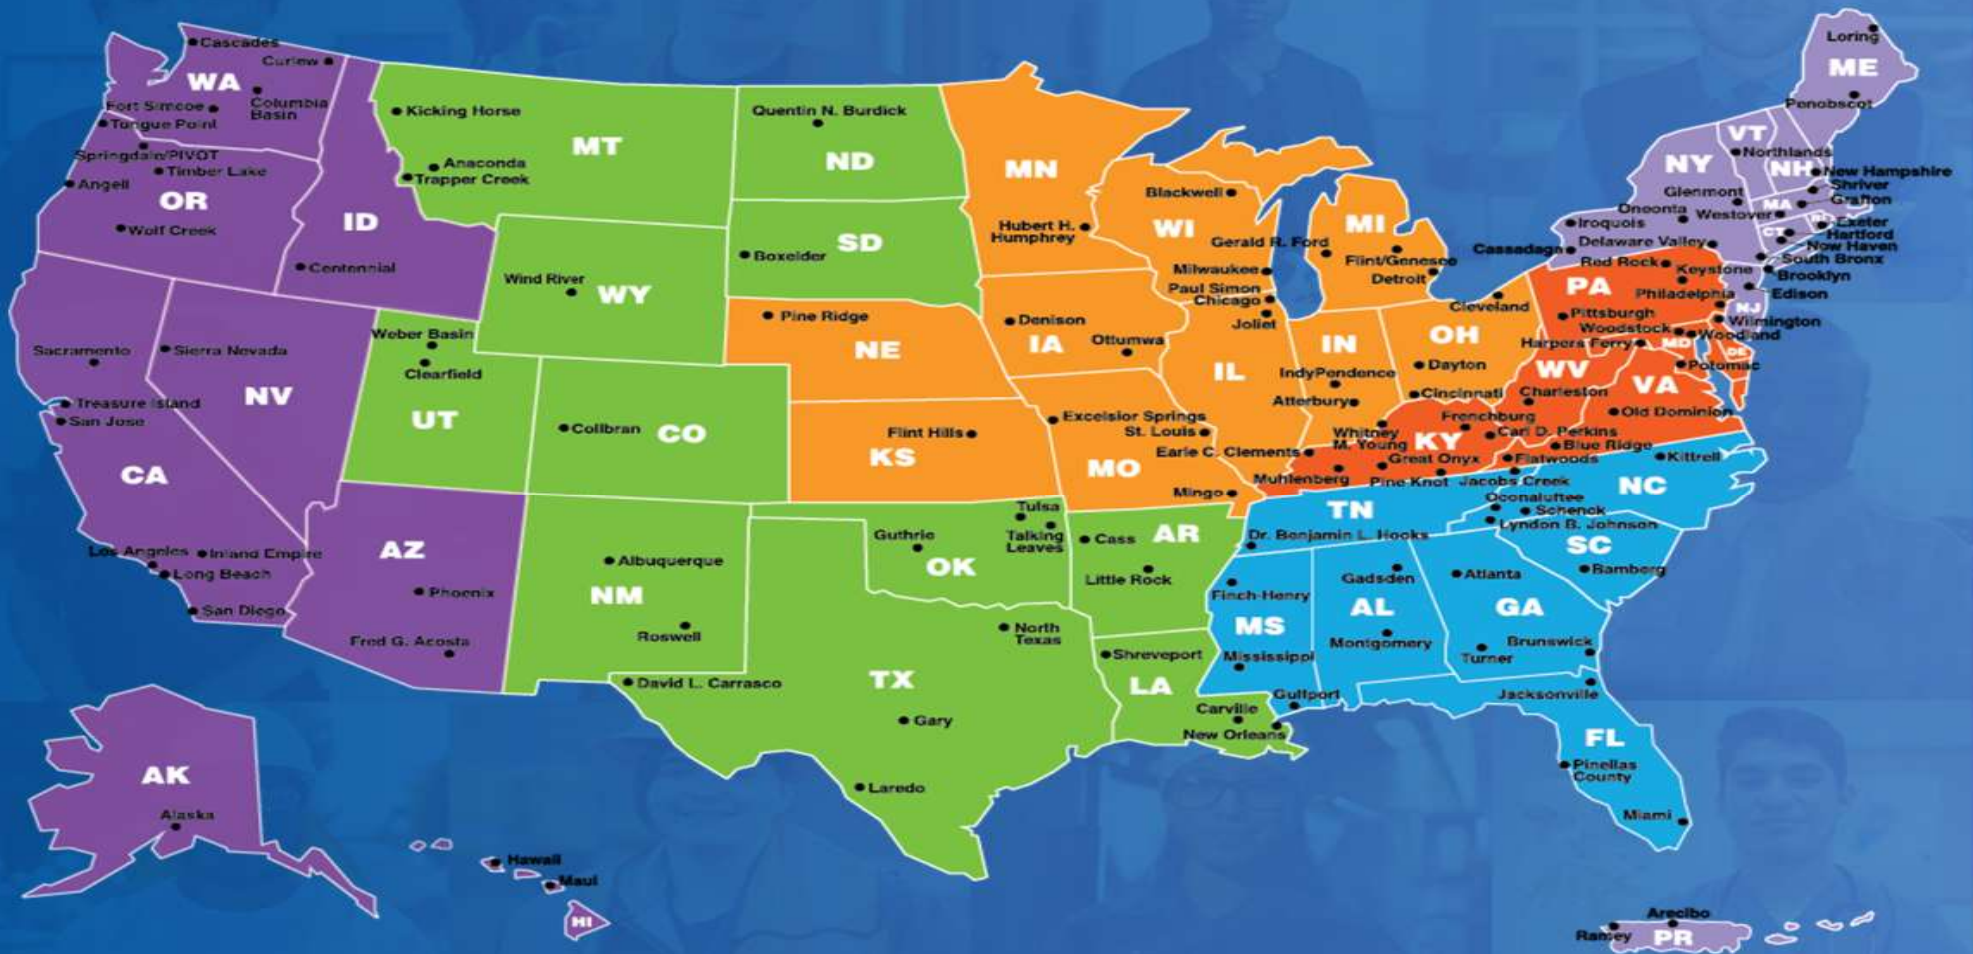 Cascades
Curlew
WA
Fort Simcoe
Columbia
Basin
Tongue Point
Springdale/PIVOT
Timber Lake
Angell
OR
Wolf Creek
ID
Centennial
Sacramento
Sierra Nevada
NV
Treasure Island
San Jose
CA
Los Angeles
Inland Empire
Long Beach
San Diego
AZ
Phoenix
Fred G. Acosta
AK
Alaska
Hawaii
Maui
HI
Kicking Horse
MT
Anaconda
Trapper Creek
Quentin N. Burdick
ND
SD
Boxelder
Wind River
WY
Weber Basin
Clearfield
UT
Collbran
CO
Albuquerque
NM
Roswell
Tulsa
Guthrie
Talking
Leaves
OK
Cass
AR
Little Rock
North
Texas
David L. Carrasco
TX
Gary
Laredo
Shreveport
LA
Carville
New Orleans
MN
Hubert H.
Humphrey
Blackwell
WI
Milwaukee
MI
Gerald R. Ford
Flint/Genesee
Detroit
Paul Simon
Chicago
Joliet
Pine Ridge
NE
Denison
IA
Ottumwa
IL
IN
IndyPendence
Atterbury
Cleveland
OH
Dayton
Cincinnati
Flint Hills
KS
Excelsior Springs
St. Louis
MO
Mingo
Earle C. Clements
Whitney
M. Young
KY
Frenchburg
Carl D. Perkins
Great Onyx
Muhlenberg
Pine Knot
Charleston
WV
Harpers Ferry
PA
Red Rock
Keystone
Philadelphia
Pittsburgh
Woodstock
Woodland
Wilmington
MD
DE
Potomac
VA
Old Dominion
Blue Ridge
Flatwoods
Jacobs Creek
Kittrell
NC
Oconaluftee
Schenck
Lyndon B. Johnson
TN
Dr. Benjamin L. Hooks
SC
Bamberg
Finch-Henry
MS
Mississippi
Gulfport
Gadsden
AL
Montgomery
Atlanta
GA
Turner
Brunswick
Jacksonville
FL
Pinellas
County
Miami
Loring
ME
Penobscot
VT
Northlands
NH
New Hampshire
NY
Glenmont
Shriver
Grafton
MA
Oneonta
Westover
Iroquois
RI
Exeter
CT
Hartford
New Haven
Cassadaga
Delaware Valley
South Bronx
Brooklyn
Edison
NJ
Arecibo
Ramey
PR